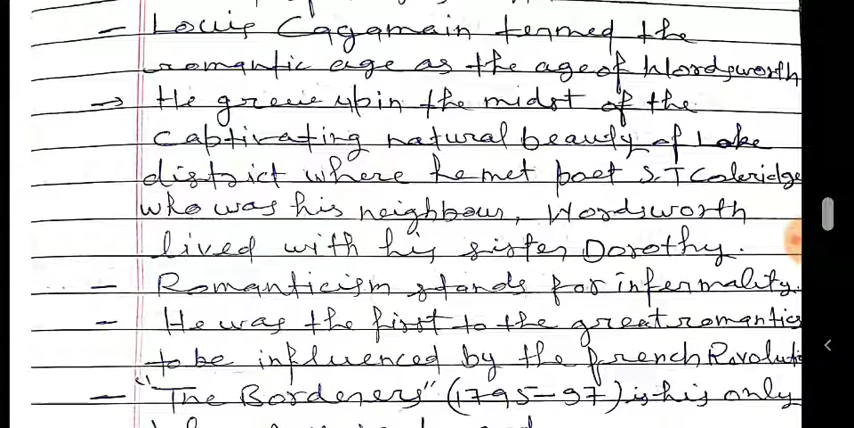 – Louis Cagamain termed the
romantic age as the age of Wordsworth
→ He grew up in the midst of the
captivating natural beauty of Lake
district where he met poet S.T Coleridge
who was his neighbour, Wordsworth
lived with his sister Dorothy.
– Romanticism stands for informality.
– He was the first to the great romantics
to be influenced by the french Revoluti
– "The Borderers" (1795–97) is his only